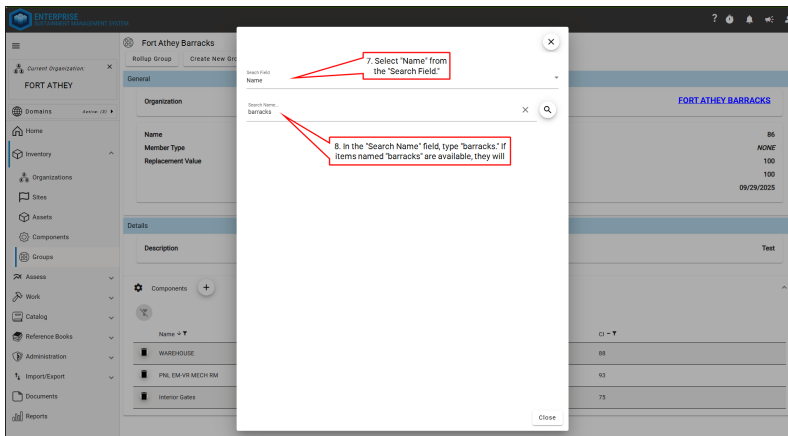 ENTERPRISE
SUSTAINMENT MANAGEMENT SYSTEM
?
Current Organization:
FORT ATHEY
Domains
Active: (2)
Home
Inventory
Organizations
Sites
Assets
Components
Groups
Assess
Work
Catalog
Reference Books
Administration
Import/Export
Documents
Reports
Fort Athey Barracks
Rollup Group
Create New Gro
General
Organization
FORT ATHEY BARRACKS
Name
86
Member Type
NONE
Replacement Value
100
100
09/29/2025
Details
Description
Test
Components
Name
CI
WAREHOUSE
88
PNL EM-VR MECH RM
93
Interior Gates
75
Seach Field
Name
7. Select "Name" from
the "Search Field."
Search Name...
barracks
8. In the "Search Name" field, type "barracks." If
items named "barracks" are available, they will
Close